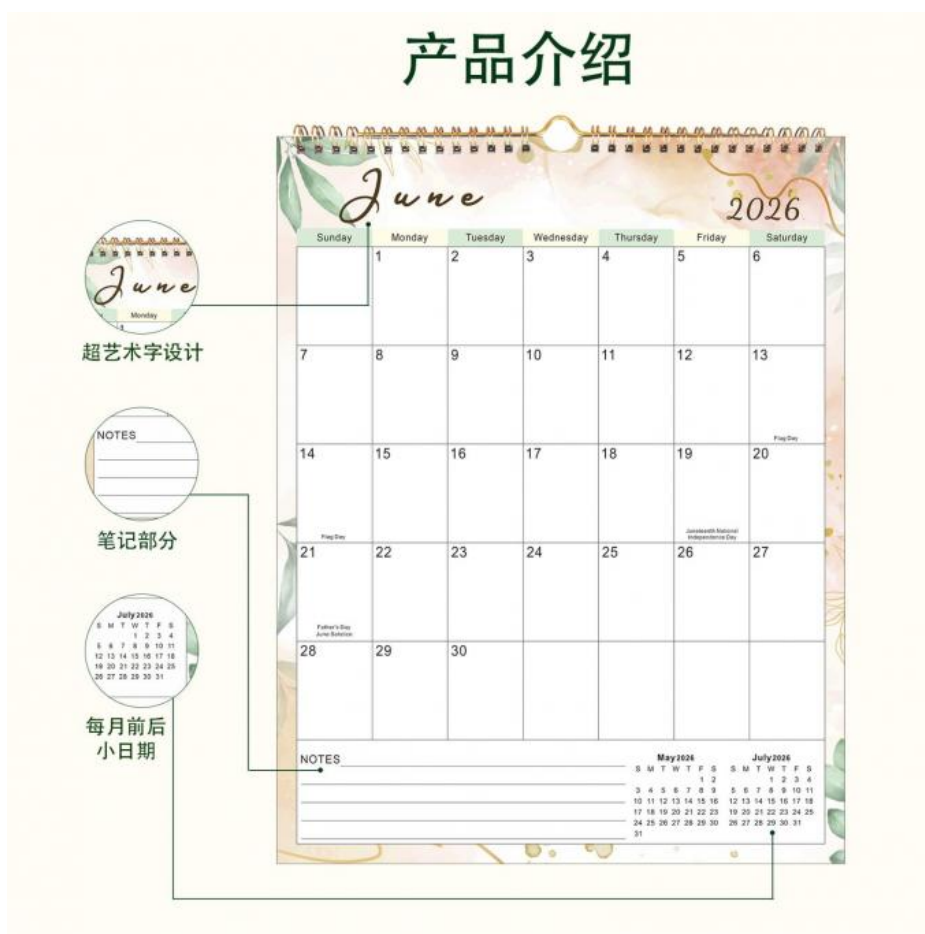 产品介绍
June
2026
Sunday Monday Tuesday Wednesday Thursday Friday Saturday
1 2 3 4 5 6
7 8 9 10 11 12 13
Flag Day
14 15 16 17 18 19 20
Flag Day
Juneteenth National
Independence Day
21 22 23 24 25 26 27
Father's Day
June Solstice
28 29 30
NOTES
May2026
S M T W T F S
1 2
3 4 5 6 7 8 9
10 11 12 13 14 15 16
17 18 19 20 21 22 23
24 25 26 27 28 29 30
31
July2026
S M T W T F S
1 2 3 4
5 6 7 8 9 10 11
12 13 14 15 16 17 18
19 20 21 22 23 24 25
26 27 28 29 30 31
June
Monday
1
超艺术字设计
NOTES
笔记部分
July2026
S M T W T F S
1 2 3 4
5 6 7 8 9 10 11
12 13 14 15 16 17 18
19 20 21 22 23 24 25
26 27 28 29 30 31
每月前后
小日期